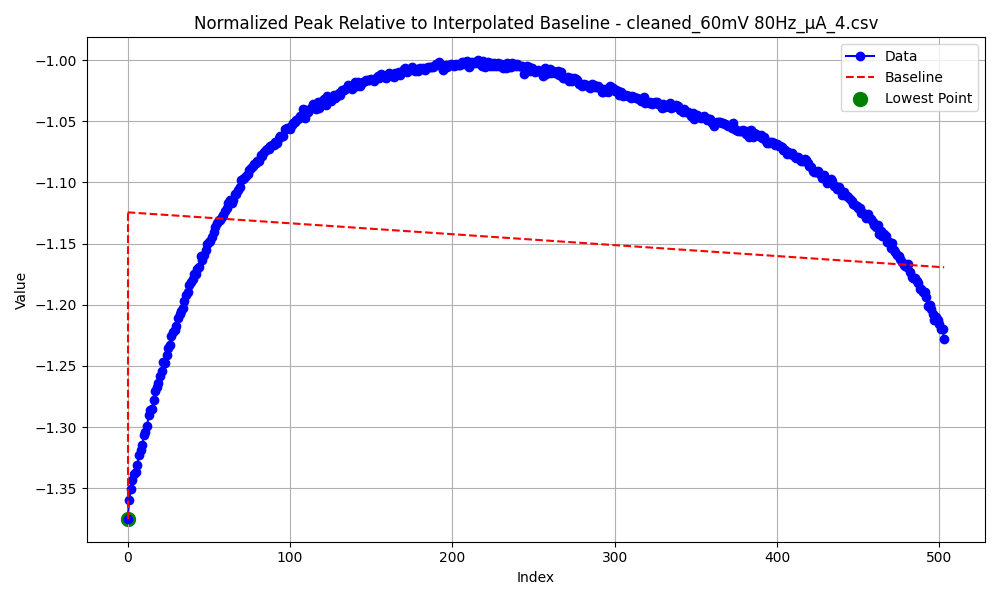 Normalized Peak Relative to Interpolated Baseline - cleaned_60mV 80Hz_μA_4.csv
Data
Baseline
Lowest Point
Value
−1.00
−1.05
−1.10
−1.15
−1.20
−1.25
−1.30
−1.35
0
100
200
300
400
500
Index